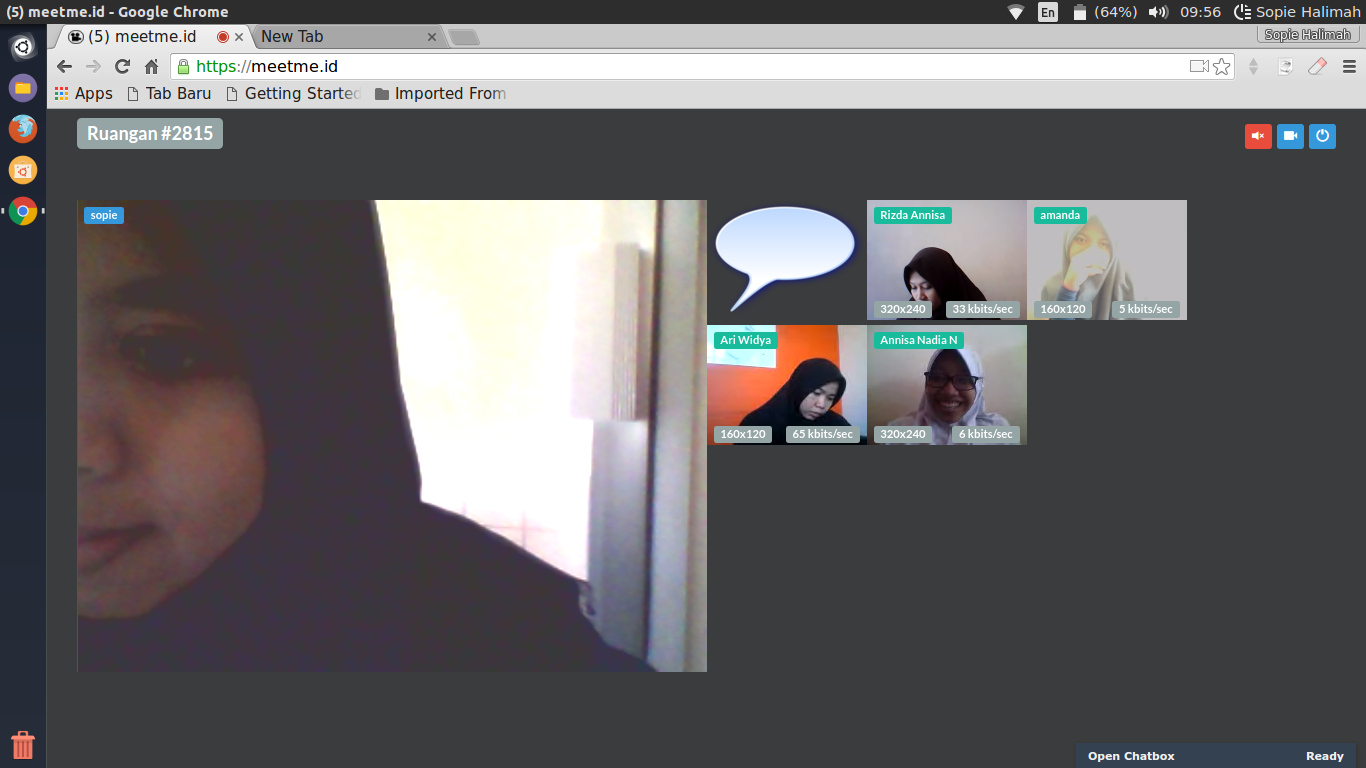 (5) meetme.id - Google Chrome
En (64%) 09:56 Sopie Halimah
(5) meetme.id New Tab Sopie Halimah
https://meetme.id
Apps Tab Baru Getting Started Imported From
Ruangan #2815
sopie
Rizda Annisa
amanda
320x240 33 kbits/sec
160x120 5 kbits/sec
Ari Widya
Annisa Nadia N
160x120 65 kbits/sec
320x240 6 kbits/sec
Open Chatbox Ready